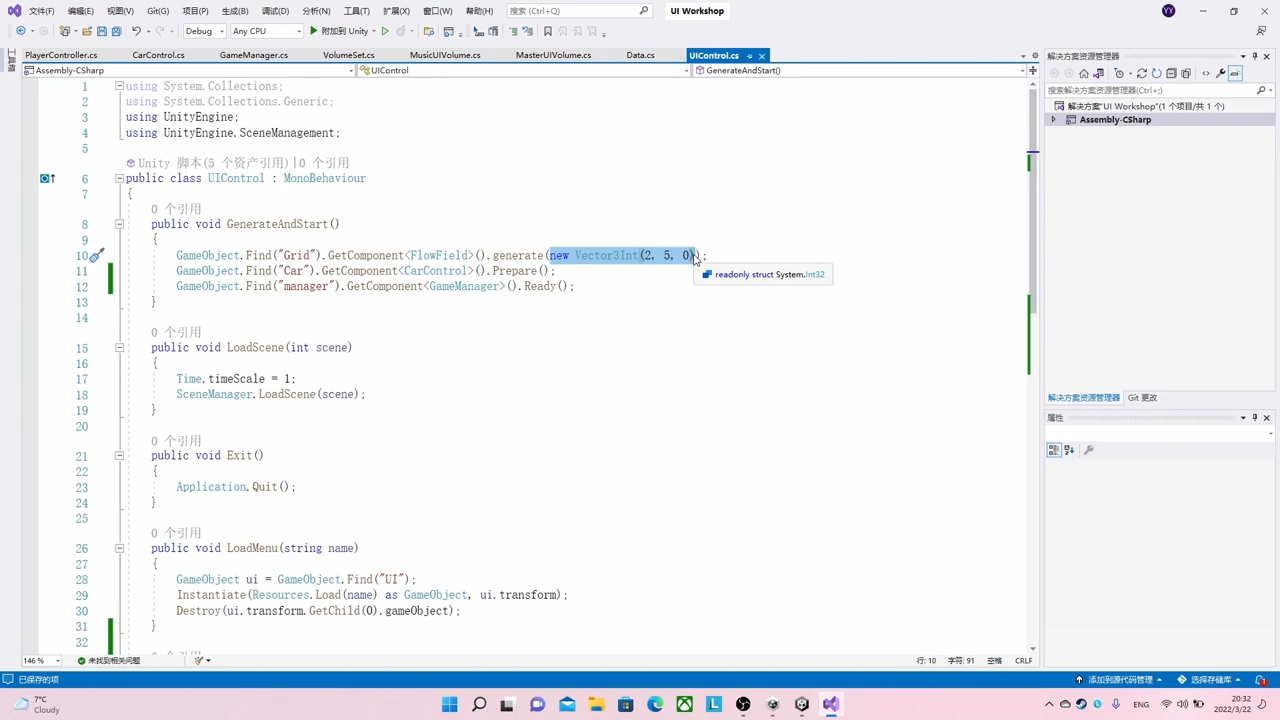 文件(F) 编辑(E) 视图(V) Git(G) 项目(P) 生成(B) 调试(D) 分析(N) 工具(T) 扩展(X) 窗口(W) 帮助(H) 搜索 (Ctrl+Q) UI Workshop YY
Debug Any CPU 附加到 Unity
PlayerController.cs CarControl.cs GameManager.cs VolumeSet.cs MusicUIVolume.cs MasterUIVolume.cs Data.cs UIControl.cs
Assembly-CSharp UIControl GenerateAndStart()
1 using System.Collections;
2 using System.Collections.Generic;
3 using UnityEngine;
4 using UnityEngine.SceneManagement;
5
Unity 脚本(5 个资产引用)|0 个引用
6 public class UIControl : MonoBehaviour
7 {
0 个引用
8 public void GenerateAndStart()
9 {
10 GameObject.Find("Grid").GetComponent<FlowField>().generate(new Vector3Int(2, 5, 0));
readonly struct System.Int32
11 GameObject.Find("Car").GetComponent<CarControl>().Prepare();
12 GameObject.Find("manager").GetComponent<GameManager>().Ready();
13 }
14
0 个引用
15 public void LoadScene(int scene)
16 {
17 Time.timeScale = 1;
18 SceneManager.LoadScene(scene);
19 }
20
0 个引用
21 public void Exit()
22 {
23 Application.Quit();
24 }
25
0 个引用
26 public void LoadMenu(string name)
27 {
28 GameObject ui = GameObject.Find("UI");
29 Instantiate(Resources.Load(name) as GameObject, ui.transform);
30 Destroy(ui.transform.GetChild(0).gameObject);
31 }
32
解决方案资源管理器
搜索解决方案资源管理器(Ctrl+;)
解决方案"UI Workshop"(1 个项目/共 1 个)
Assembly-CSharp
解决方案资源管理器 Git 更改
属性
146 % 未找到相关问题 行: 10 字符: 91 空格 CRLF
已保存的项 添加到源代码管理 选择存储库
7°C
Cloudy
ENG
20:32
2022/3/22